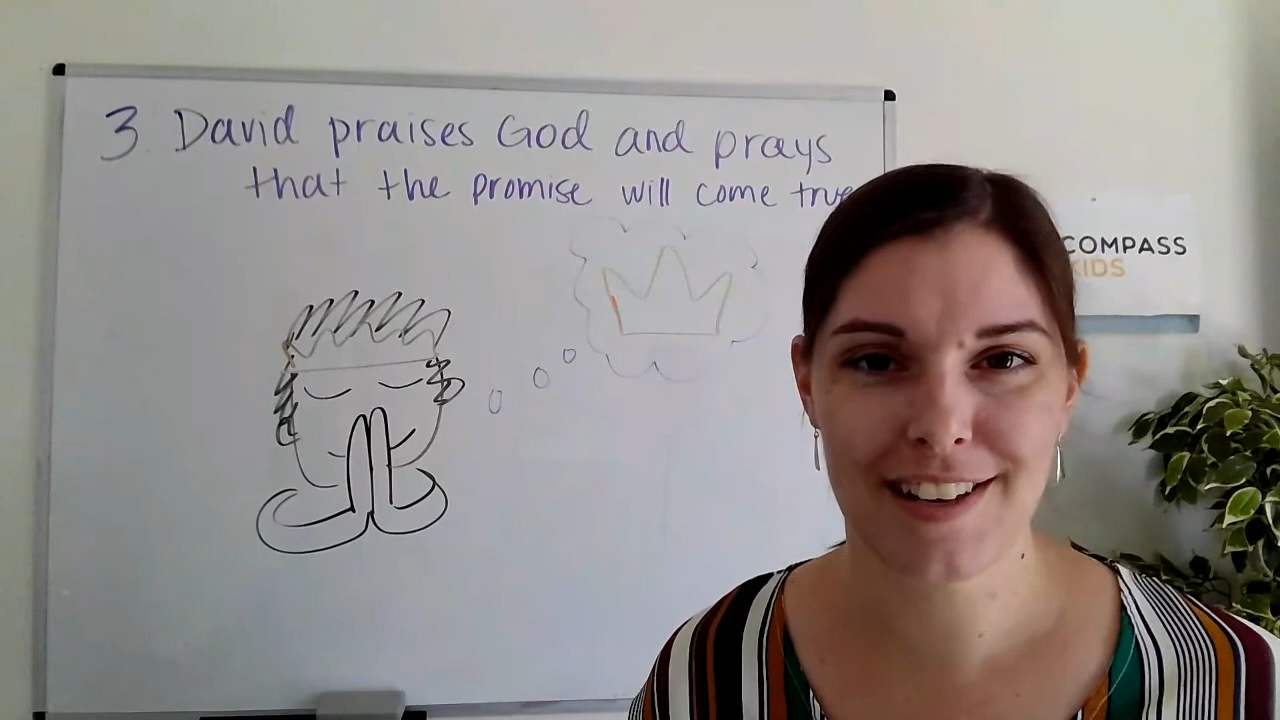 3. David praises God and prays
that the promise will come true
COMPASS
KIDS